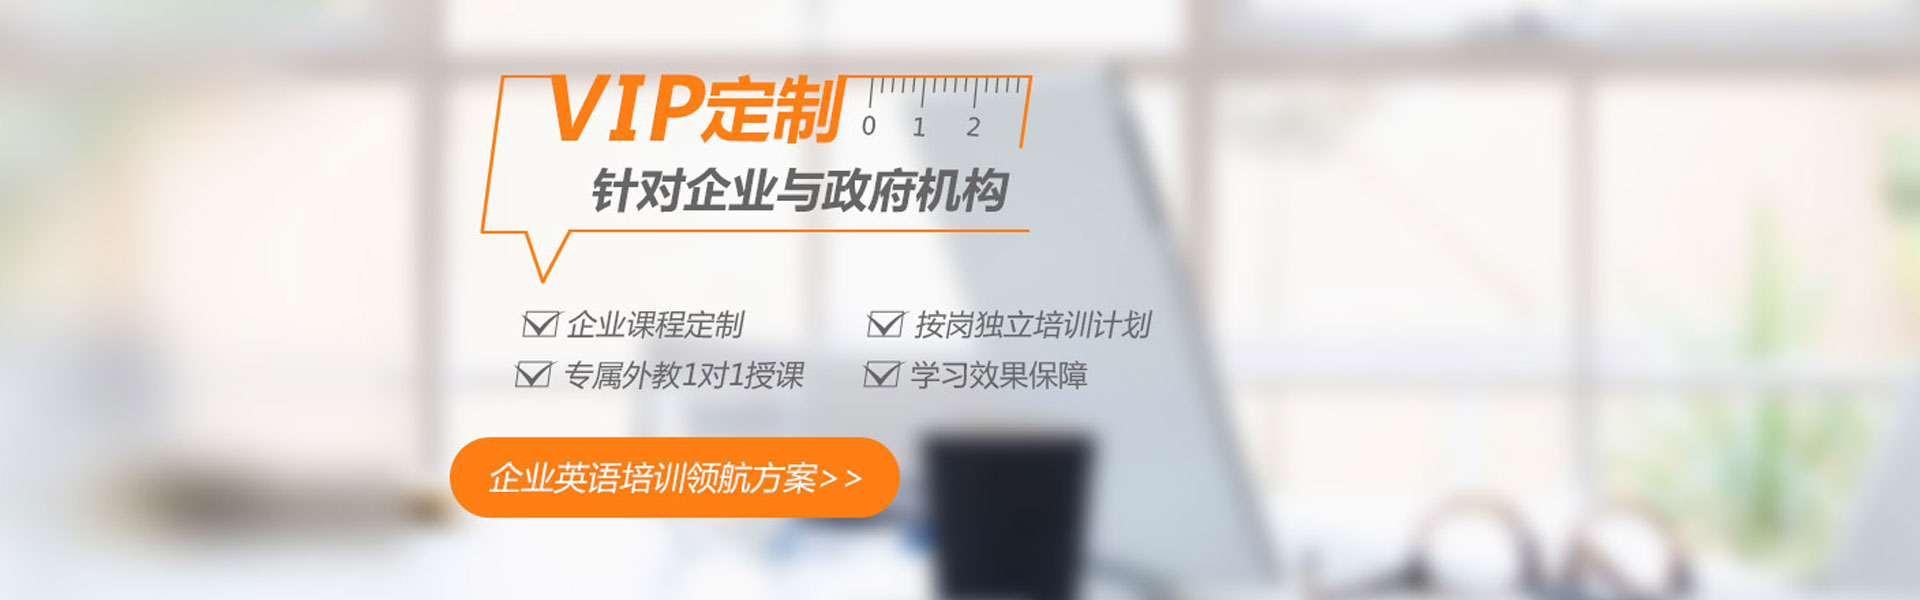 VIP定制
0 1 2
针对企业与政府机构
企业课程定制
按岗独立培训计划
专属外教1对1授课
学习效果保障
企业英语培训领航方案>>